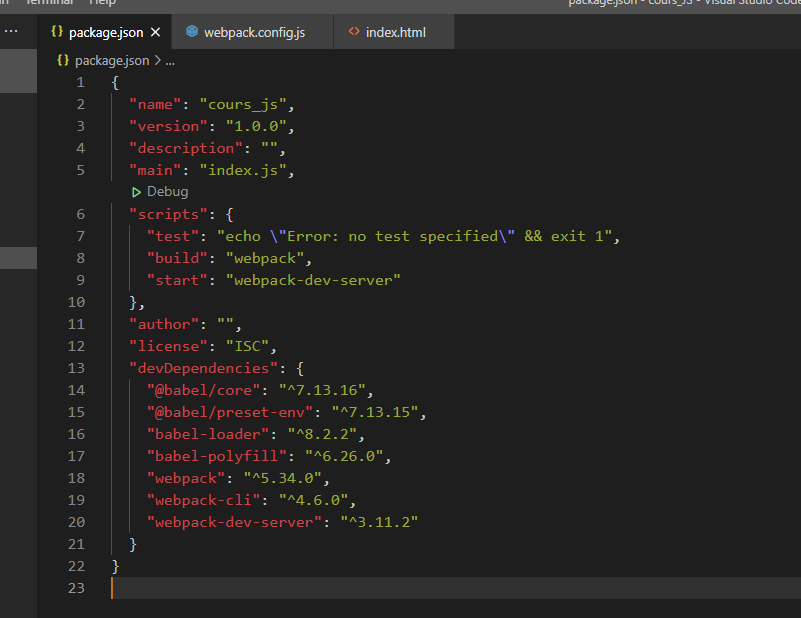 Terminal Help package.json - cours_JS - Visual Studio Code
... {} package.json × webpack.config.js <> index.html
{} package.json > ...
1 {
2 "name": "cours_js",
3 "version": "1.0.0",
4 "description": "",
5 "main": "index.js",
Debug
6 "scripts": {
7 "test": "echo \"Error: no test specified\" && exit 1",
8 "build": "webpack",
9 "start": "webpack-dev-server"
10 },
11 "author": "",
12 "license": "ISC",
13 "devDependencies": {
14 "@babel/core": "^7.13.16",
15 "@babel/preset-env": "^7.13.15",
16 "babel-loader": "^8.2.2",
17 "babel-polyfill": "^6.26.0",
18 "webpack": "^5.34.0",
19 "webpack-cli": "^4.6.0",
20 "webpack-dev-server": "^3.11.2"
21 }
22 }
23